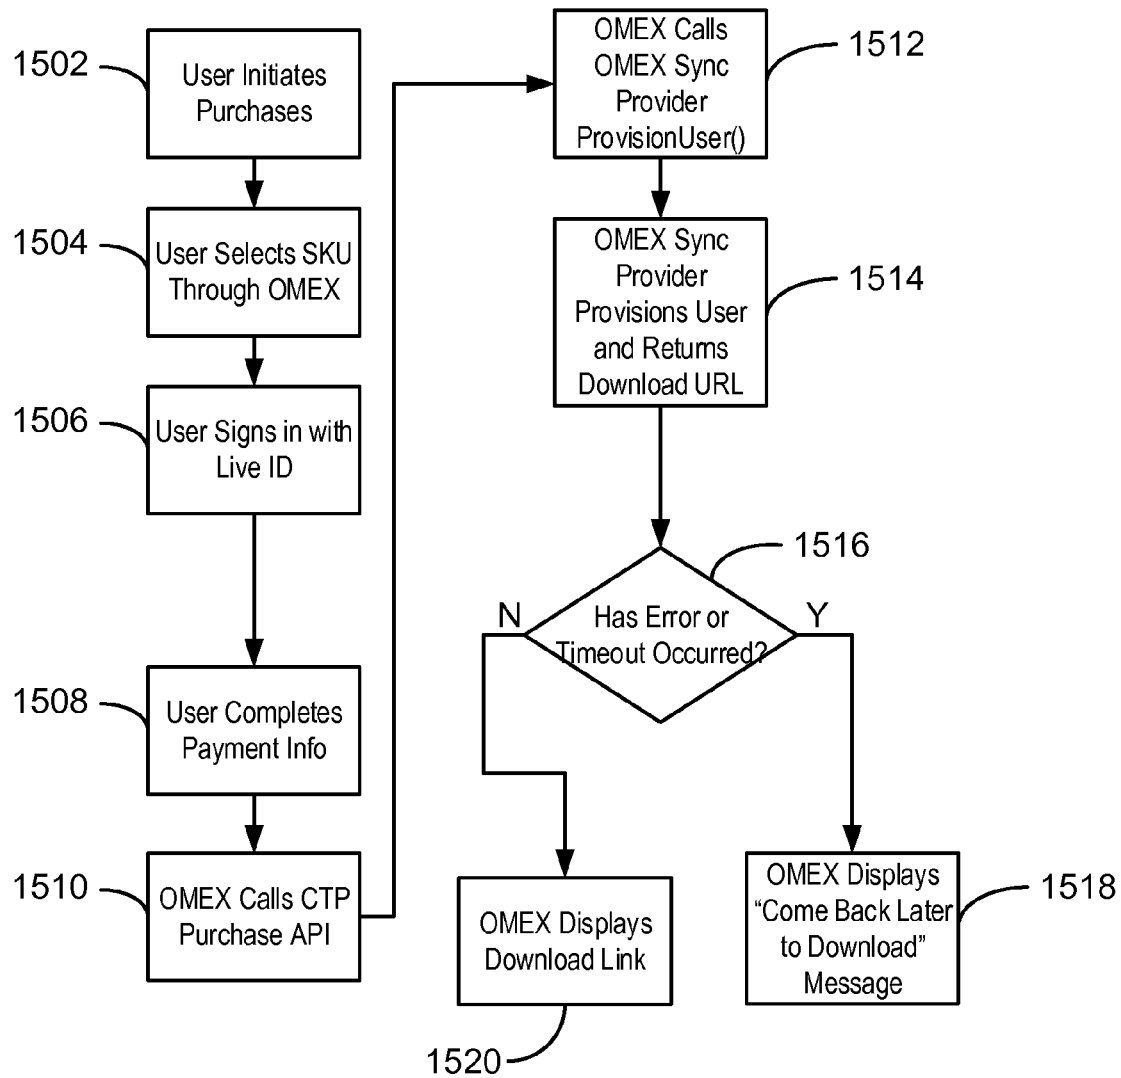 1502
User Initiates
Purchases
1504
User Selects SKU
Through OMEX
1506
User Signs in with
Live ID
1508
User Completes
Payment Info
1510
OMEX Calls CTP
Purchase API
OMEX Calls
OMEX Sync
Provider
ProvisionUser()
1512
OMEX Sync
Provider
Provisions User
and Returns
Download URL
1514
1516
Has Error or
Timeout Occurred?
N
Y
OMEX Displays
Download Link
1520
OMEX Displays
“Come Back Later
to Download”
Message
1518